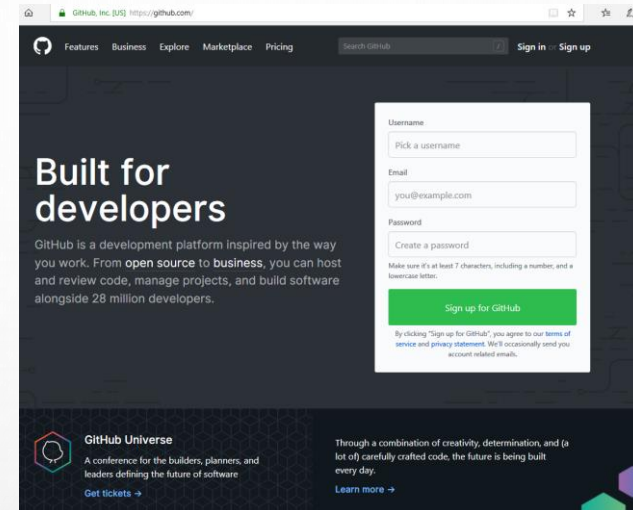 GitHub, Inc. [US] https://github.com/
Features Business Explore Marketplace Pricing
Search GitHub /
Sign in or Sign up
Built for
developers
GitHub is a development platform inspired by the way
you work. From open source to business, you can host
and review code, manage projects, and build software
alongside 28 million developers.
Username
Pick a username
Email
you@example.com
Password
Create a password
Make sure it's at least 7 characters, including a number, and a
lowercase letter.
Sign up for GitHub
By clicking "Sign up for GitHub", you agree to our terms of
service and privacy statement. We'll occasionally send you
account related emails.
GitHub Universe
A conference for the builders, planners, and
leaders defining the future of software
Get tickets →
Through a combination of creativity, determination, and (a
lot of) carefully crafted code, the future is being built
every day.
Learn more →